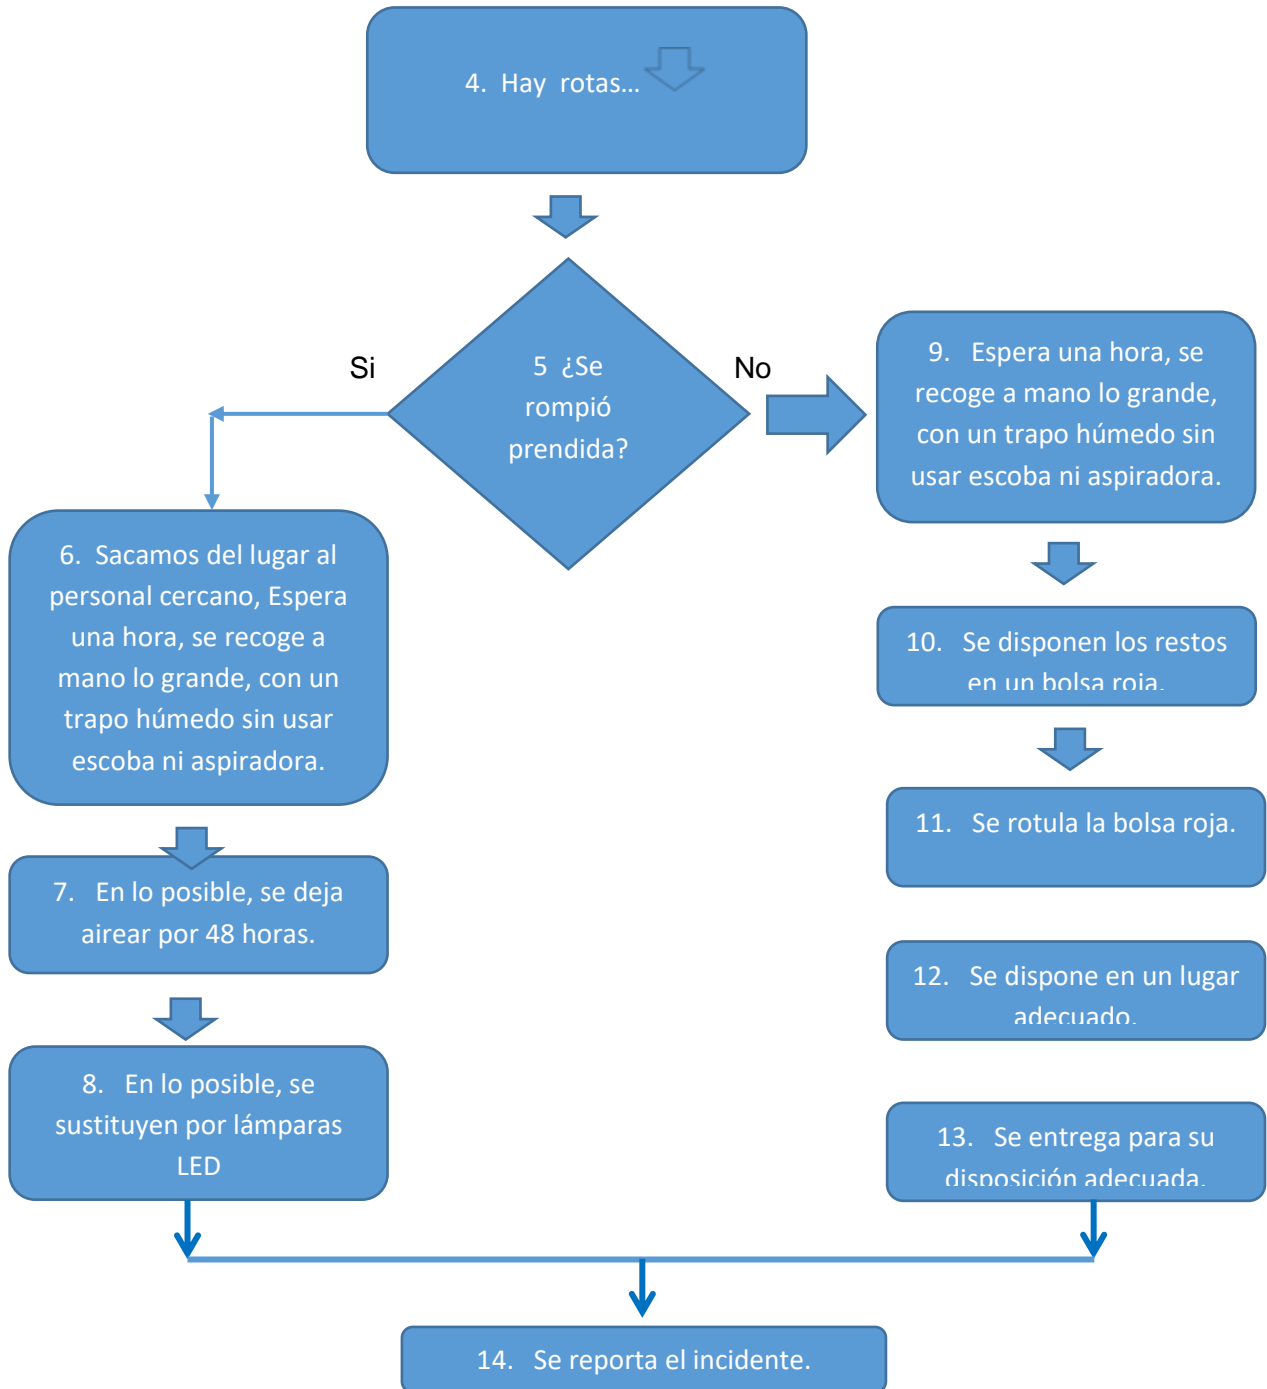 4. Hay rotas...
5 ¿Se
rompió
prendida?
Si
No
6. Sacamos del lugar al
personal cercano, Espera
una hora, se recoge a
mano lo grande, con un
trapo húmedo sin usar
escoba ni aspiradora.
7. En lo posible, se deja
airear por 48 horas.
8. En lo posible, se
sustituyen por lámparas
LED
9. Espera una hora, se
recoge a mano lo grande,
con un trapo húmedo sin
usar escoba ni aspiradora.
10. Se disponen los restos
en un bolsa roja.
11. Se rotula la bolsa roja.
12. Se dispone en un lugar
adecuado.
13. Se entrega para su
disposición adecuada.
14. Se reporta el incidente.